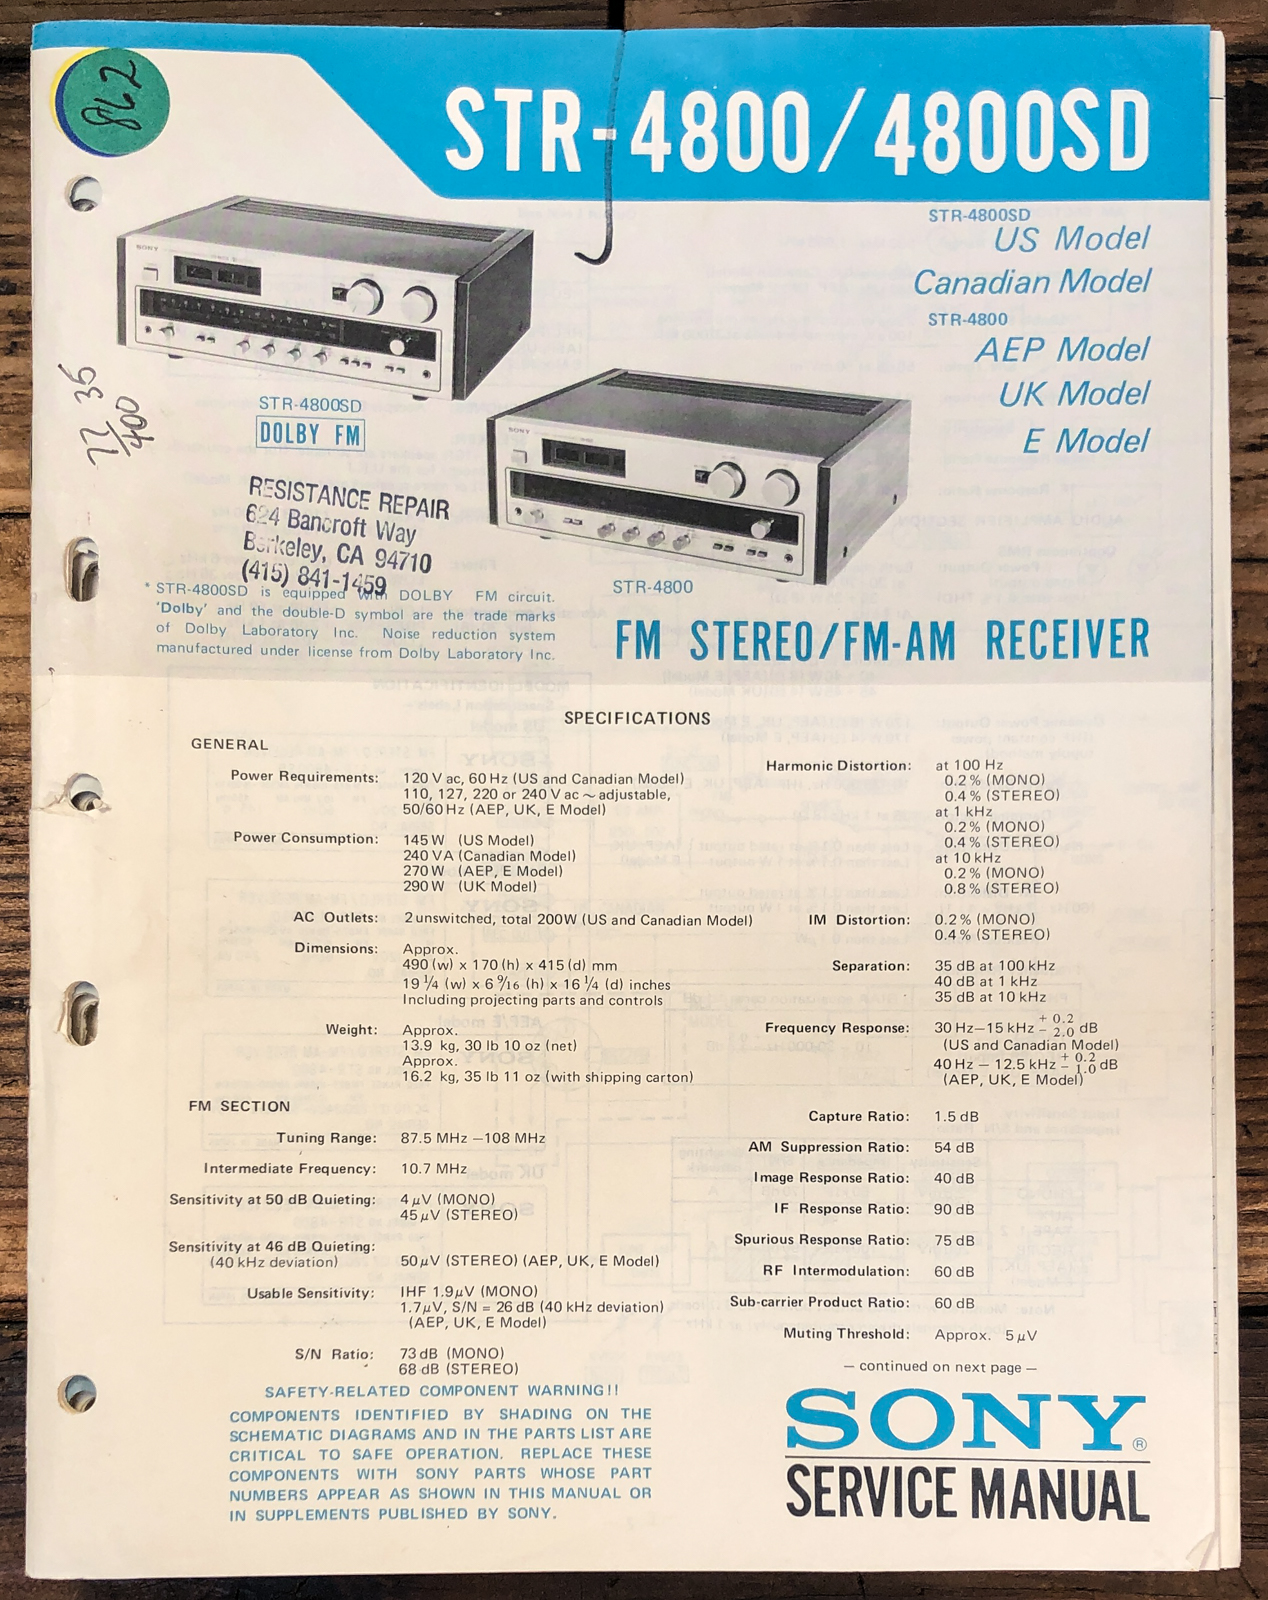 862
STR-4800/4800SD
STR-4800SD
US Model
Canadian Model
STR-4800
AEP Model
UK Model
E Model
SONY
STR-4800SD
DOLBY FM
77 35
400
SONY
STR-4800
RESISTANCE REPAIR
624 Bancroft Way
Berkeley, CA 94710
(415) 841-1459
* STR-4800SD is equipped with DOLBY FM circuit.
'Dolby' and the double-D symbol are the trade marks
of Dolby Laboratory Inc. Noise reduction system
manufactured under license from Dolby Laboratory Inc.
FM STEREO/FM-AM RECEIVER
SPECIFICATIONS
GENERAL
Power Requirements: 120 V ac, 60 Hz (US and Canadian Model)
110, 127, 220 or 240 V ac ~ adjustable,
50/60 Hz (AEP, UK, E Model)
Power Consumption: 145 W (US Model)
240 VA (Canadian Model)
270 W (AEP, E Model)
290 W (UK Model)
AC Outlets: 2 unswitched, total 200W (US and Canadian Model)
Dimensions: Approx.
490 (w) x 170 (h) x 415 (d) mm
19 1/4 (w) x 6 9/16 (h) x 16 1/4 (d) inches
Including projecting parts and controls
Weight: Approx.
13.9 kg, 30 lb 10 oz (net)
Approx.
16.2 kg, 35 lb 11 oz (with shipping carton)
FM SECTION
Tuning Range: 87.5 MHz –108 MHz
Intermediate Frequency: 10.7 MHz
Sensitivity at 50 dB Quieting: 4 µV (MONO)
45 µV (STEREO)
Sensitivity at 46 dB Quieting:
(40 kHz deviation) 50 µV (STEREO) (AEP, UK, E Model)
Usable Sensitivity: IHF 1.9 µV (MONO)
1.7 µV, S/N = 26 dB (40 kHz deviation)
(AEP, UK, E Model)
S/N Ratio: 73 dB (MONO)
68 dB (STEREO)
Harmonic Distortion: at 100 Hz
0.2 % (MONO)
0.4 % (STEREO)
at 1 kHz
0.2 % (MONO)
0.4 % (STEREO)
at 10 kHz
0.2 % (MONO)
0.8 % (STEREO)
IM Distortion: 0.2 % (MONO)
0.4 % (STEREO)
Separation: 35 dB at 100 kHz
40 dB at 1 kHz
35 dB at 10 kHz
Frequency Response: 30 Hz–15 kHz + 0.2 – 2.0 dB
(US and Canadian Model)
40 Hz – 12.5 kHz + 0.2 – 1.0 dB
(AEP, UK, E Model)
Capture Ratio: 1.5 dB
AM Suppression Ratio: 54 dB
Image Response Ratio: 40 dB
IF Response Ratio: 90 dB
Spurious Response Ratio: 75 dB
RF Intermodulation: 60 dB
Sub-carrier Product Ratio: 60 dB
Muting Threshold: Approx. 5 µV
– continued on next page –
SAFETY-RELATED COMPONENT WARNING!!
COMPONENTS IDENTIFIED BY SHADING ON THE
SCHEMATIC DIAGRAMS AND IN THE PARTS LIST ARE
CRITICAL TO SAFE OPERATION. REPLACE THESE
COMPONENTS WITH SONY PARTS WHOSE PART
NUMBERS APPEAR AS SHOWN IN THIS MANUAL OR
IN SUPPLEMENTS PUBLISHED BY SONY.
SONY®
SERVICE MANUAL